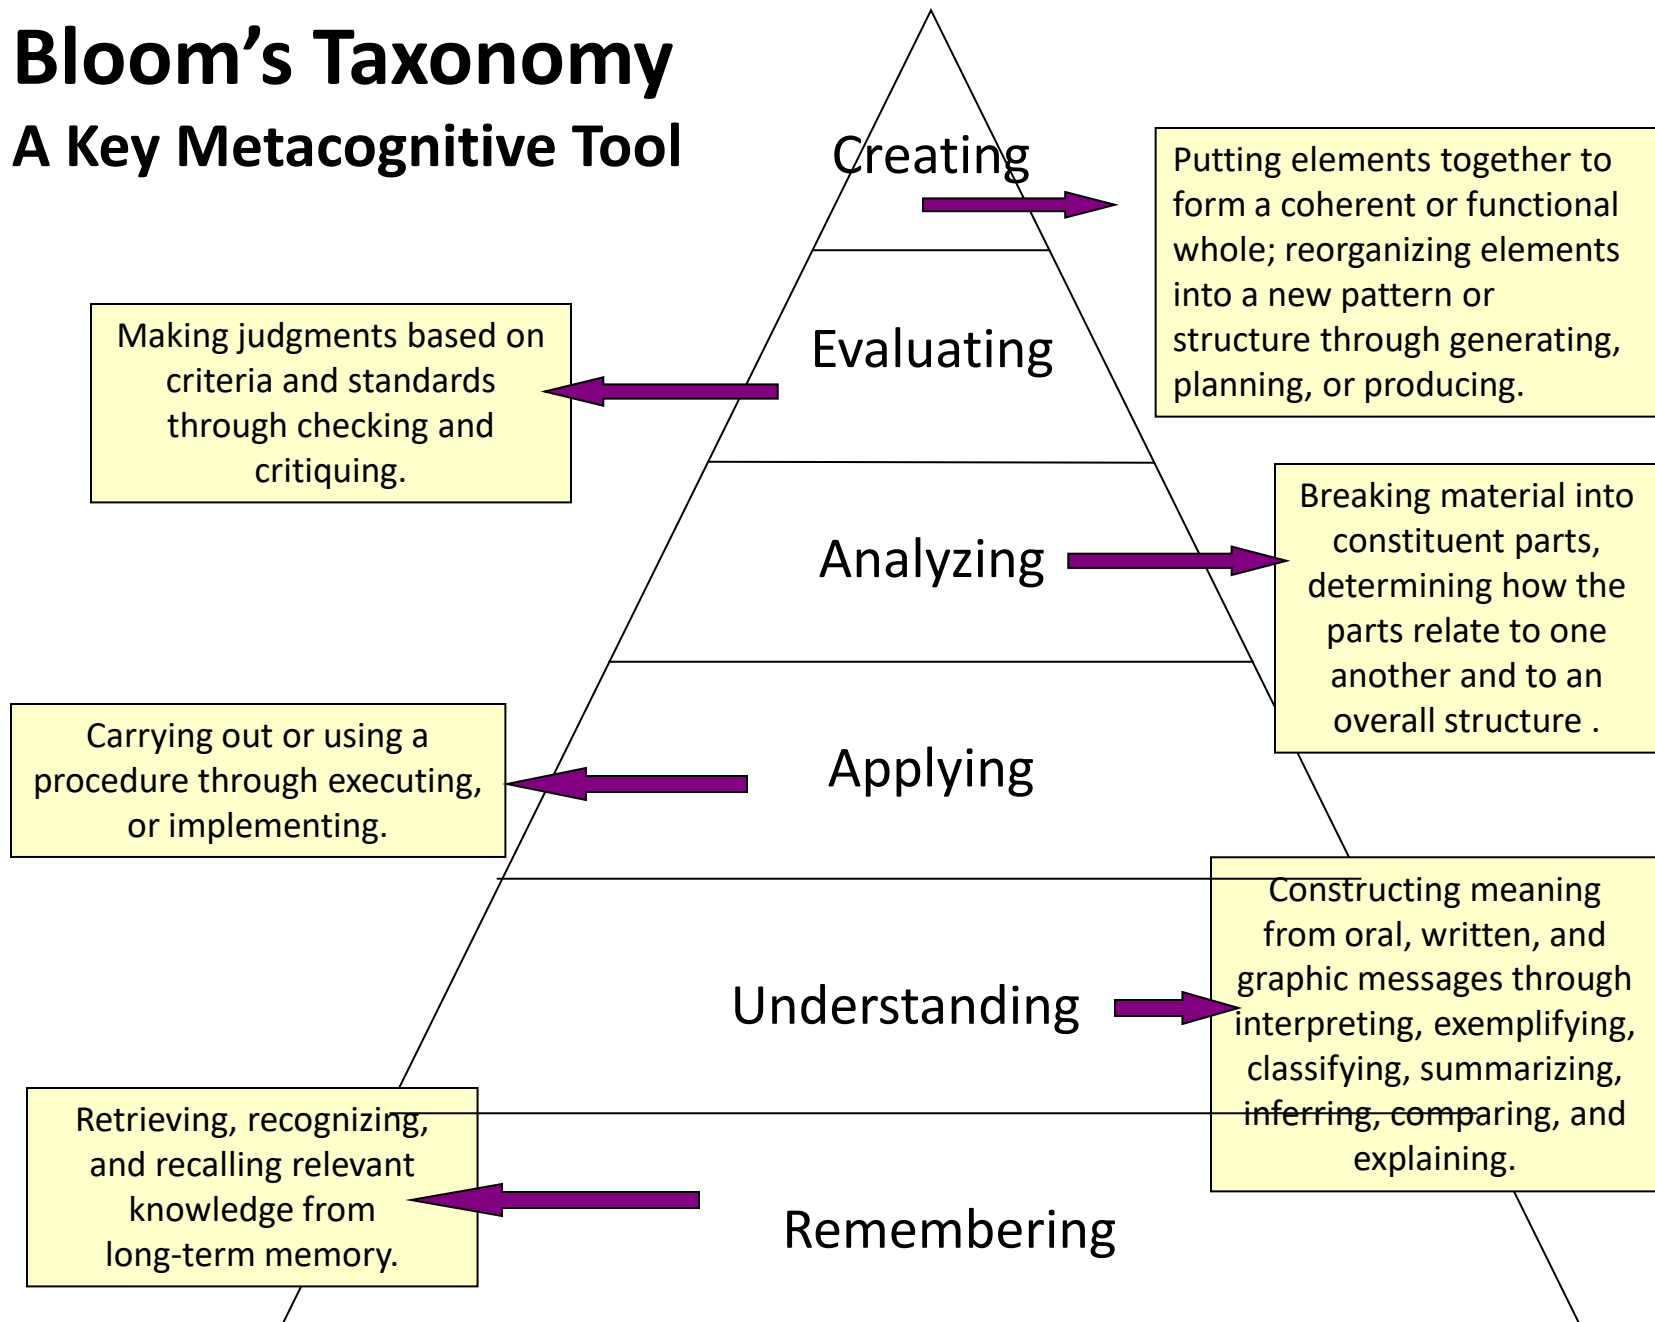 Bloom's Taxonomy
A Key Metacognitive Tool
Creating
Putting elements together to
form a coherent or functional
whole; reorganizing elements
into a new pattern or
structure through generating,
planning, or producing.
Evaluating
Making judgments based on
criteria and standards
through checking and
critiquing.
Analyzing
Breaking material into
constituent parts,
determining how the
parts relate to one
another and to an
overall structure .
Applying
Carrying out or using a
procedure through executing,
or implementing.
Understanding
Constructing meaning
from oral, written, and
graphic messages through
interpreting, exemplifying,
classifying, summarizing,
inferring, comparing, and
explaining.
Remembering
Retrieving, recognizing,
and recalling relevant
knowledge from
long-term memory.